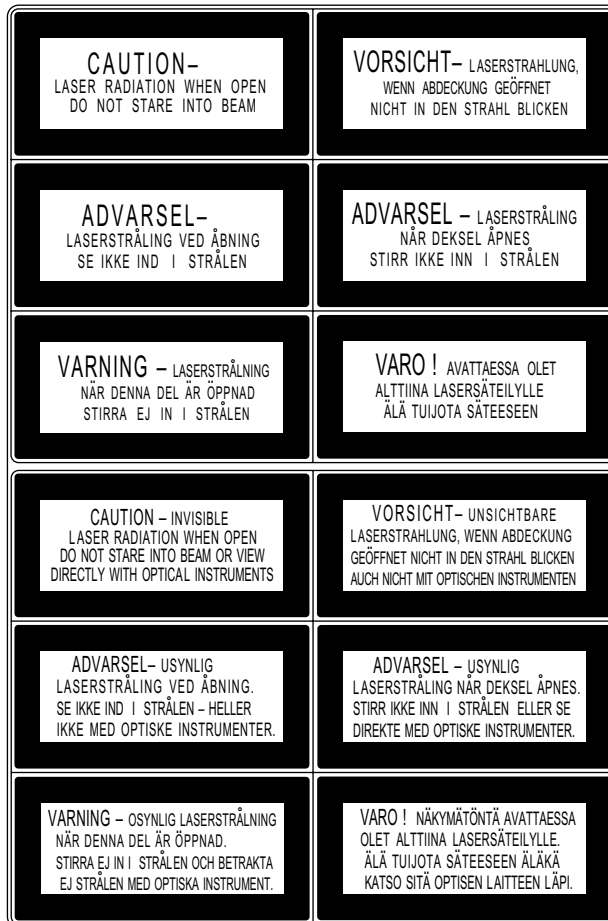 CAUTION–
LASER RADIATION WHEN OPEN
DO NOT STARE INTO BEAM
VORSICHT– LASERSTRAHLUNG,
WENN ABDECKUNG GEÖFFNET
NICHT IN DEN STRAHL BLICKEN
ADVARSEL–
LASERSTRÅLING VED ÅBNING
SE IKKE IND I STRÅLEN
ADVARSEL – LASERSTRÅLING
NÅR DEKSEL ÅPNES
STIRR IKKE INN I STRÅLEN
VARNING – LASERSTRÅLNING
NÄR DENNA DEL ÄR ÖPPNAD
STIRRA EJ IN I STRÅLEN
VARO ! AVATTAESSA OLET
ALTTIINA LASERSÄTEILYLLE
ÄLÄ TUIJOTA SÄTEESEEN
CAUTION – INVISIBLE
LASER RADIATION WHEN OPEN
DO NOT STARE INTO BEAM OR VIEW
DIRECTLY WITH OPTICAL INSTRUMENTS
VORSICHT– UNSICHTBARE
LASERSTRAHLUNG, WENN ABDECKUNG
GEÖFFNET NICHT IN DEN STRAHL BLICKEN
AUCH NICHT MIT OPTISCHEN INSTRUMENTEN
ADVARSEL– USYNLIG
LASERSTRÅLING VED ÅBNING.
SE IKKE IND I STRÅLEN – HELLER
IKKE MED OPTISKE INSTRUMENTER.
ADVARSEL – USYNLIG
LASERSTRÅLING NÅR DEKSEL ÅPNES.
STIRR IKKE INN I STRÅLEN ELLER SE
DIREKTE MED OPTISKE INSTRUMENTER.
VARNING – OSYNLIG LASERSTRÅLNING
NÄR DENNA DEL ÄR ÖPPNAD.
STIRRA EJ IN I STRÅLEN OCH BETRAKTA
EJ STRÅLEN MED OPTISKA INSTRUMENT.
VARO ! NÄKYMÄTÖNTÄ AVATTAESSA
OLET ALTTIINA LASERSÄTEILYLLE.
ÄLÄ TUIJOTA SÄTEESEEN ÄLÄKÄ
KATSO SITÄ OPTISEN LAITTEEN LÄPI.